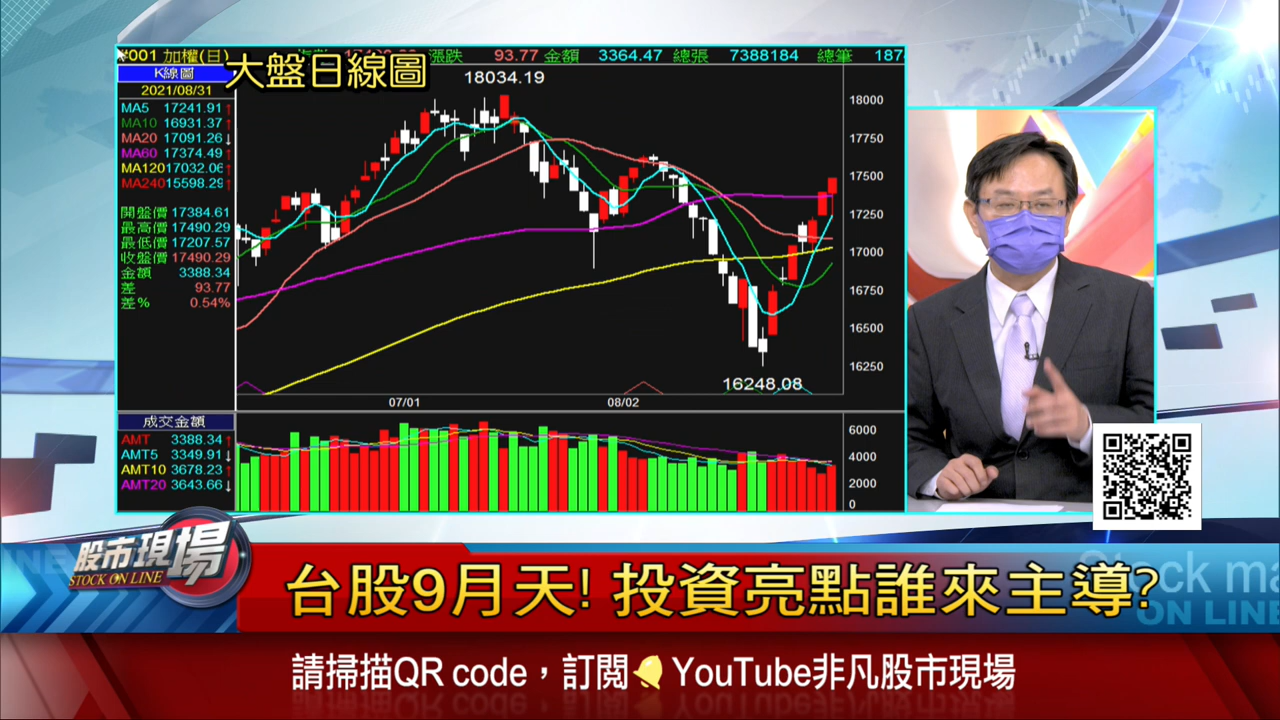 #001 加權(日)
漲跌 93.77 金額 3364.47 總張 7388184 總筆 187
大盤日線圖
K線圖
2021/08/31
MA5 17241.91↑
MA10 16931.37↑
MA20 17091.26↓
MA60 17374.49↑
MA120 17032.06↑
MA240 15598.29↑
開盤價 17384.61
最高價 17490.29
最低價 17207.57
收盤價 17490.29
金額 3388.34
差 93.77
差% 0.54%
18034.19
16248.08
18000
17750
17500
17250
17000
16750
16500
16250
07/01 08/02
成交金額
AMT 3388.34↑
AMT5 3349.91↓
AMT10 3678.23↑
AMT20 3643.66↓
6000
4000
2000
0
股市現場
STOCK ON LINE
台股9月天! 投資亮點誰來主導?
Stock ma
ON LINE
請掃描QR code，訂閱🔔YouTube非凡股市現場